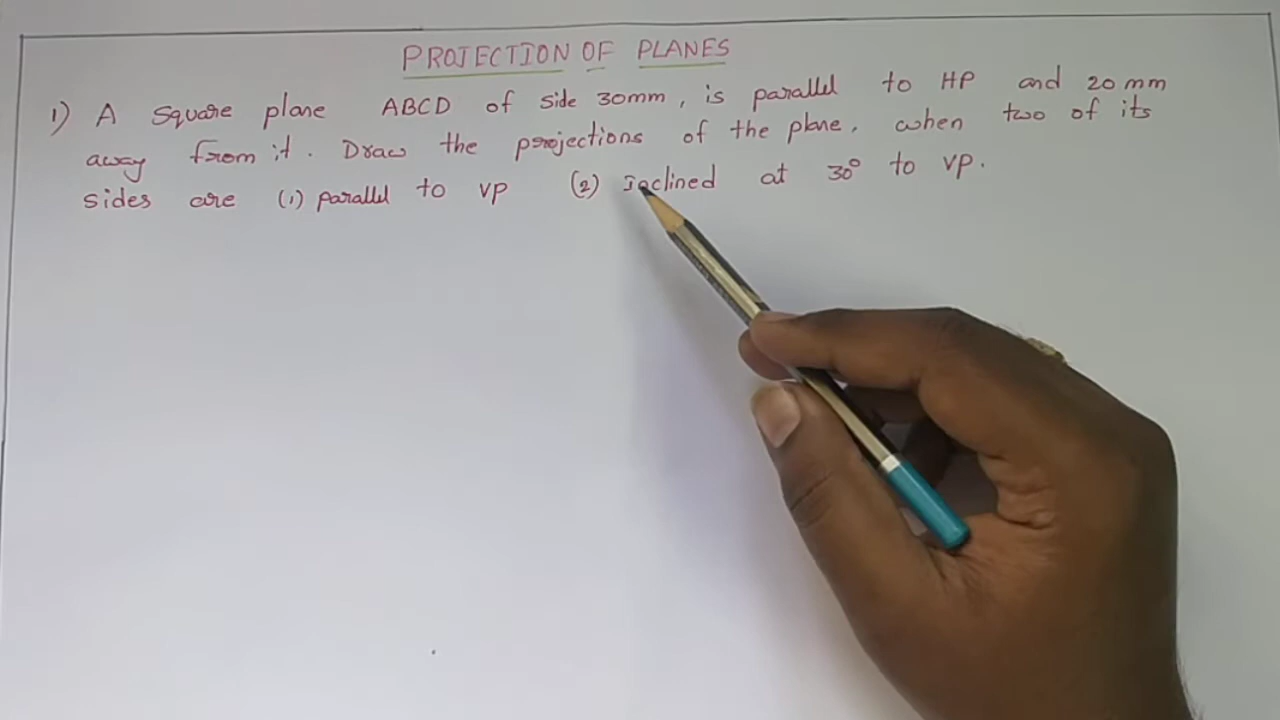 PROJECTION OF PLANES
1) A Square plane ABCD of side 30mm, is parallel to HP and 20 mm
away from it. Draw the projections of the plane, when two of its
sides are (1) parallel to VP (2) Inclined at 30° to VP.